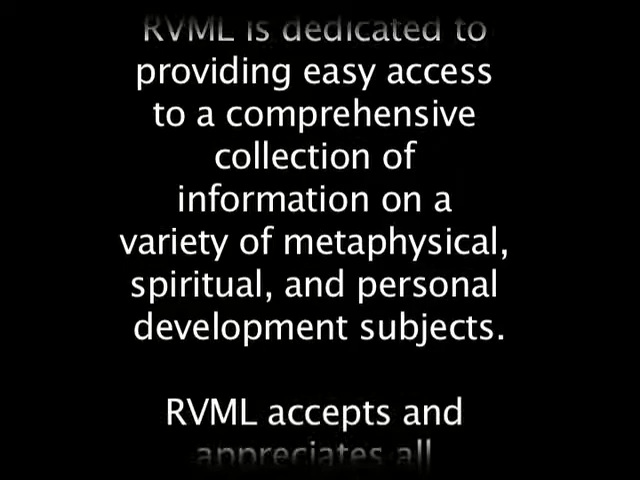 RVML is dedicated to
providing easy access
to a comprehensive
collection of
information on a
variety of metaphysical,
spiritual, and personal
development subjects.
RVML accepts and
appreciates all